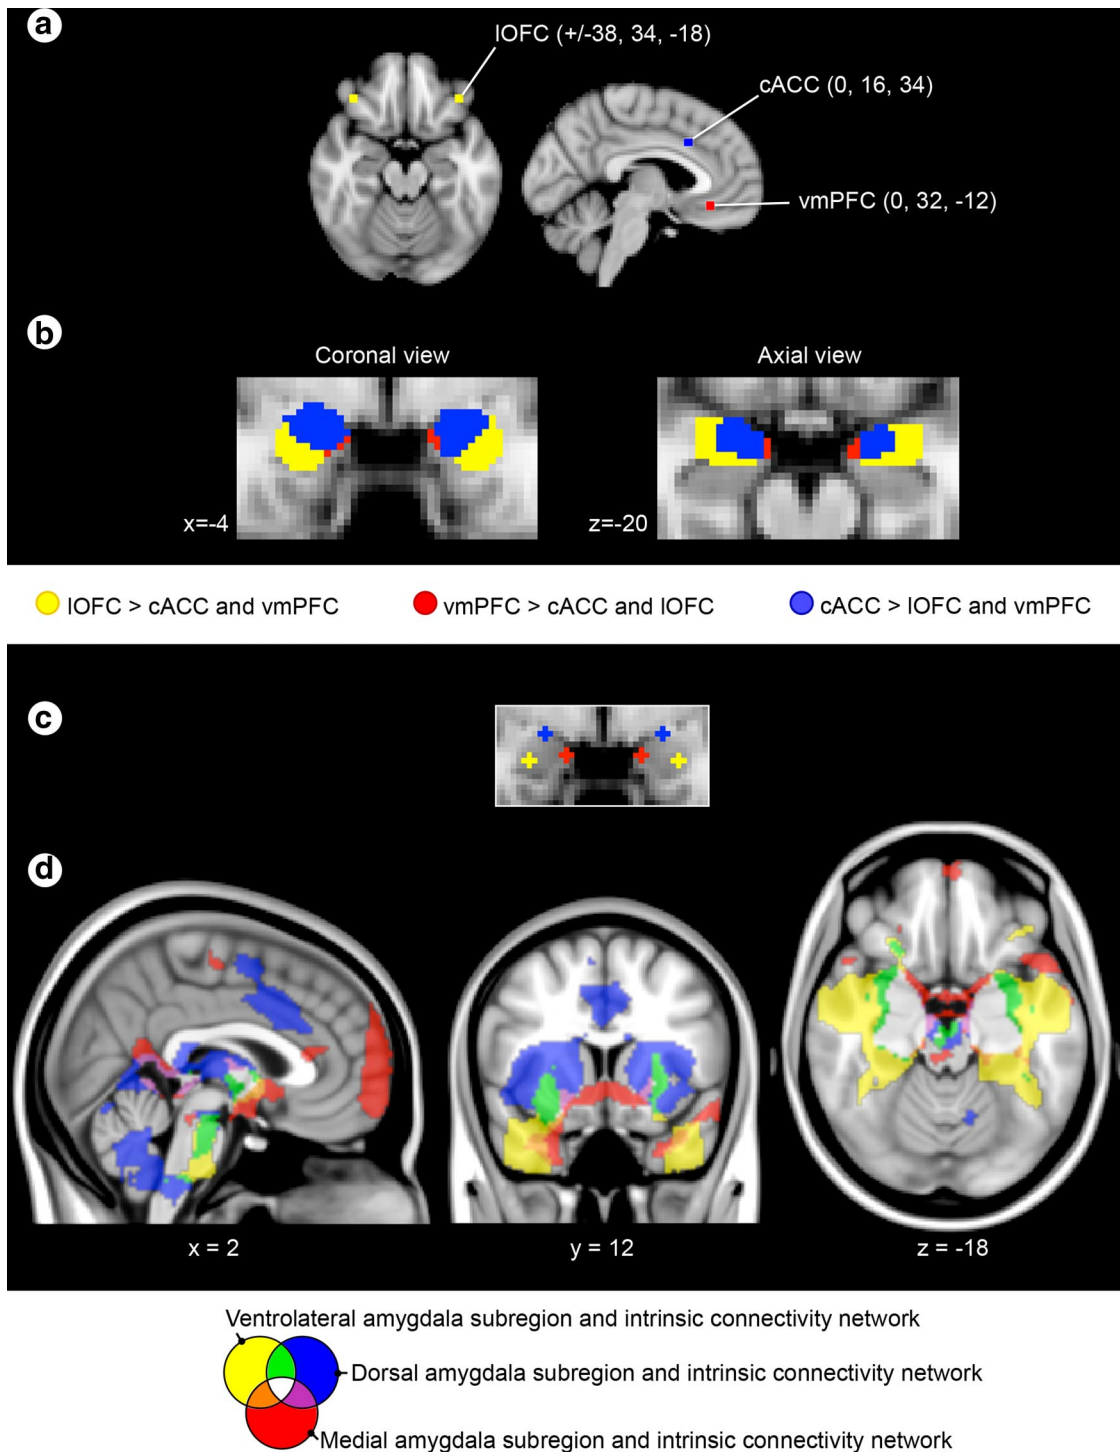 a
lOFC (+/-38, 34, -18)
cACC (0, 16, 34)
vmPFC (0, 32, -12)
b
Coronal view
Axial view
x=-4
z=-20
lOFC > cACC and vmPFC
vmPFC > cACC and lOFC
cACC > lOFC and vmPFC
c
d
x = 2
y = 12
z = -18
Ventrolateral amygdala subregion and intrinsic connectivity network
Dorsal amygdala subregion and intrinsic connectivity network
Medial amygdala subregion and intrinsic connectivity network